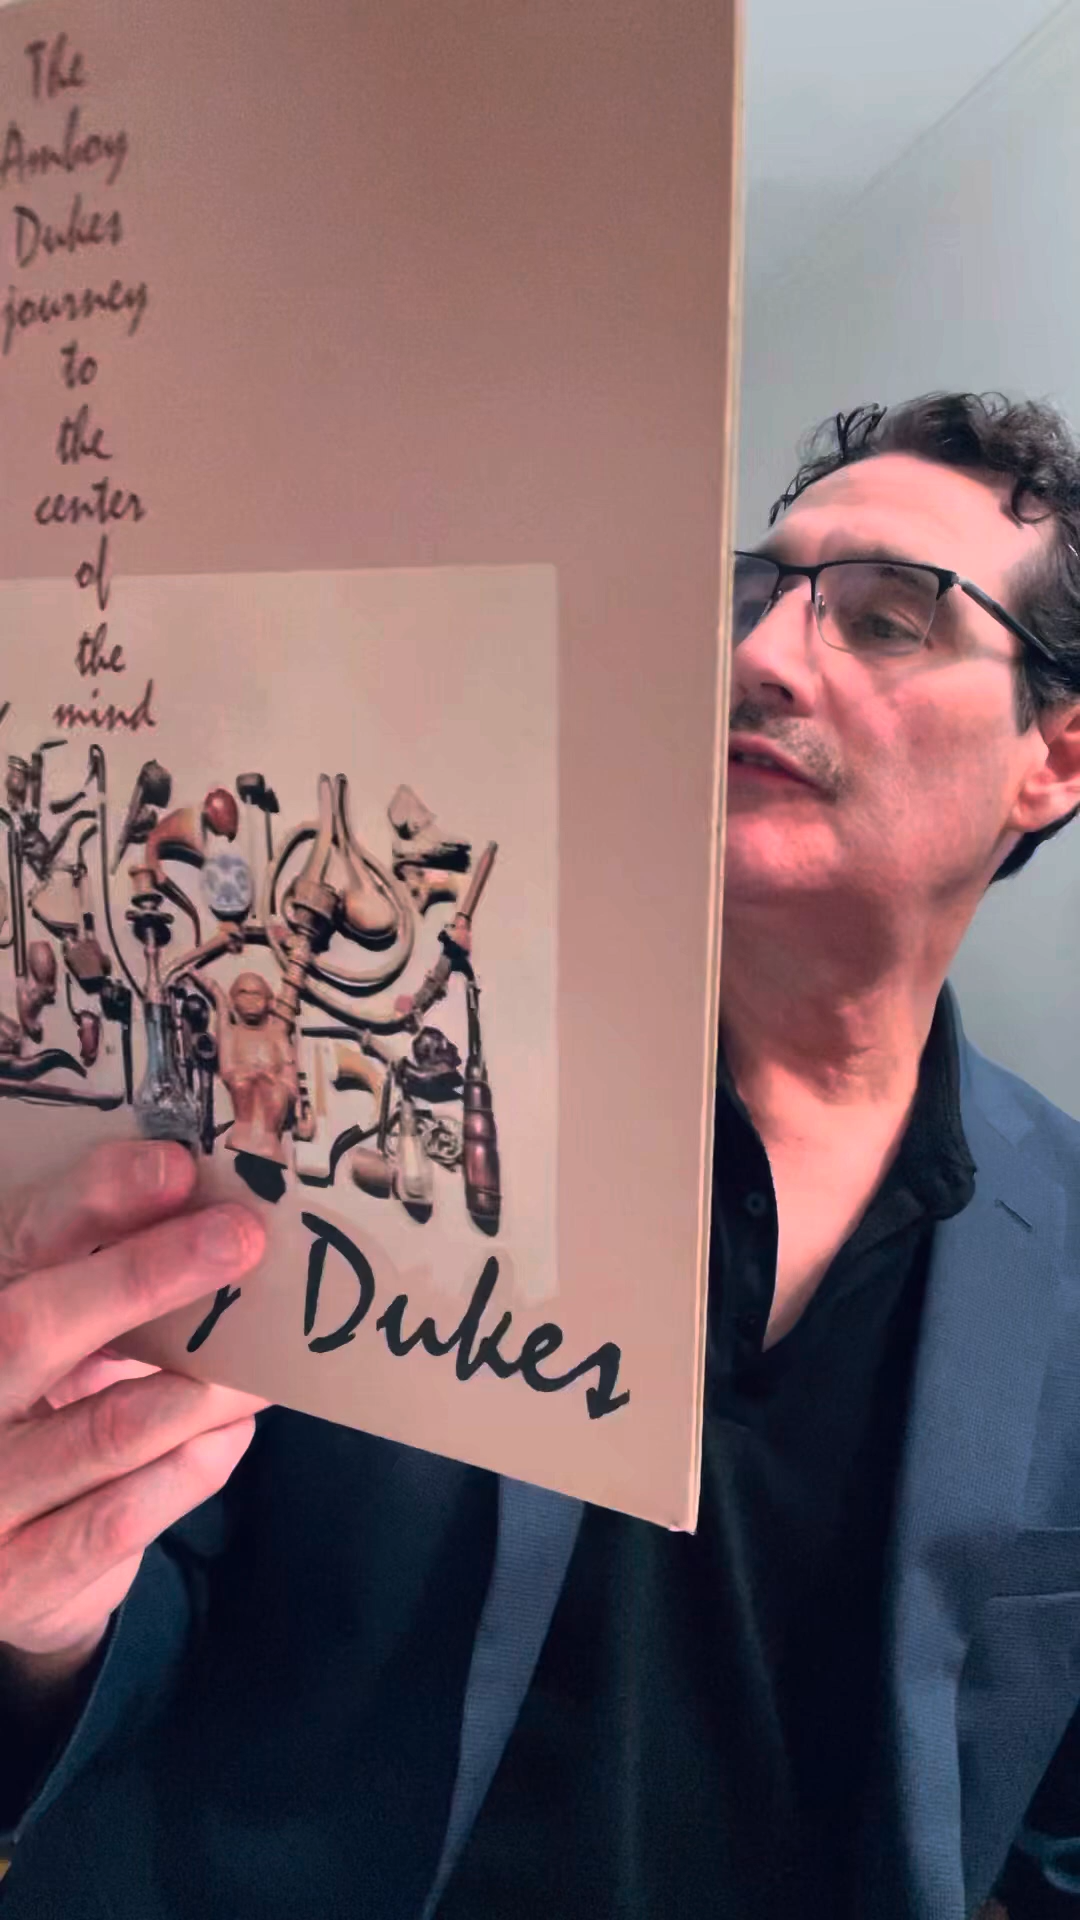 The
Amboy
Dukes
journey
to
the
center
of
the
mind
y Dukes